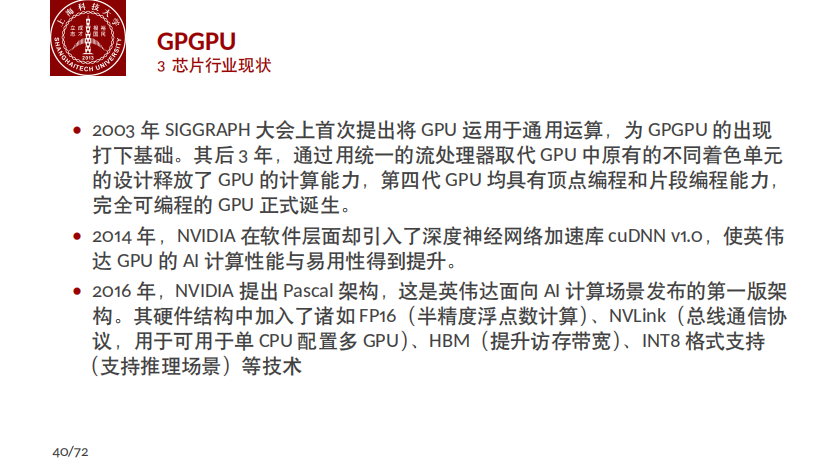 上海科技大学
立志 成才 报国 裕民
2013
SHANGHAITECH UNIVERSITY
GPGPU
3 芯片行业现状
• 2003 年 SIGGRAPH 大会上首次提出将 GPU 运用于通用运算，为 GPGPU 的出现
打下基础。其后 3 年，通过用统一的流处理器取代 GPU 中原有的不同着色单元
的设计释放了 GPU 的计算能力，第四代 GPU 均具有顶点编程和片段编程能力，
完全可编程的 GPU 正式诞生。
• 2014 年，NVIDIA 在软件层面却引入了深度神经网络加速库 cuDNN v1.0，使英伟
达 GPU 的 AI 计算性能与易用性得到提升。
• 2016 年，NVIDIA 提出 Pascal 架构，这是英伟达面向 AI 计算场景发布的第一版架
构。其硬件结构中加入了诸如 FP16（半精度浮点数计算）、NVLink（总线通信协
议，用于可用于单 CPU 配置多 GPU）、HBM（提升访存带宽）、INT8 格式支持
（支持推理场景）等技术
40/72